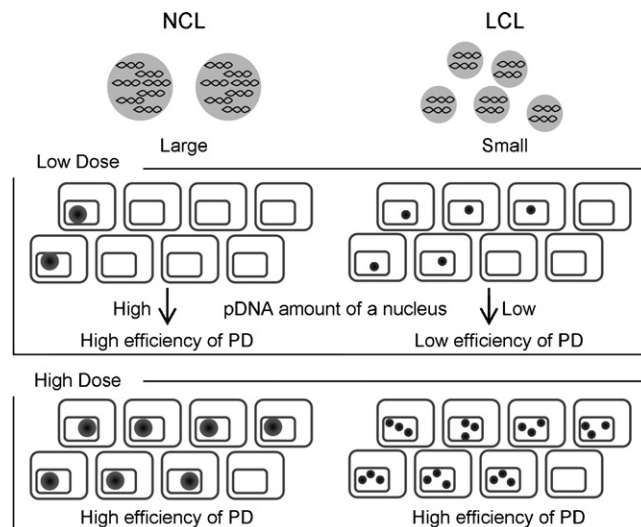 NCL LCL
Large Small
Low Dose
High pDNA amount of a nucleus Low
High efficiency of PD Low efficiency of PD
High Dose
High efficiency of PD High efficiency of PD